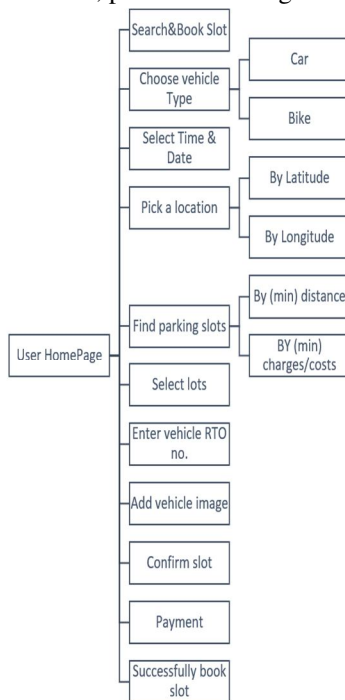 Search&Book Slot
Choose vehicle
Type
Car
Bike
Select Time &
Date
Pick a location
By Latitude
By Longitude
Find parking slots
By (min) distance
BY (min)
charges/costs
User HomePage
Select lots
Enter vehicle RTO
no.
Add vehicle image
Confirm slot
Payment
Successfully book
slot